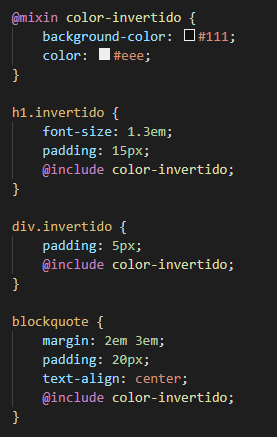 @mixin color-invertido {
background-color: #111;
color: #eee;
}
h1.invertido {
font-size: 1.3em;
padding: 15px;
@include color-invertido;
}
div.invertido {
padding: 5px;
@include color-invertido;
}
blockquote {
margin: 2em 3em;
padding: 20px;
text-align: center;
@include color-invertido;
}